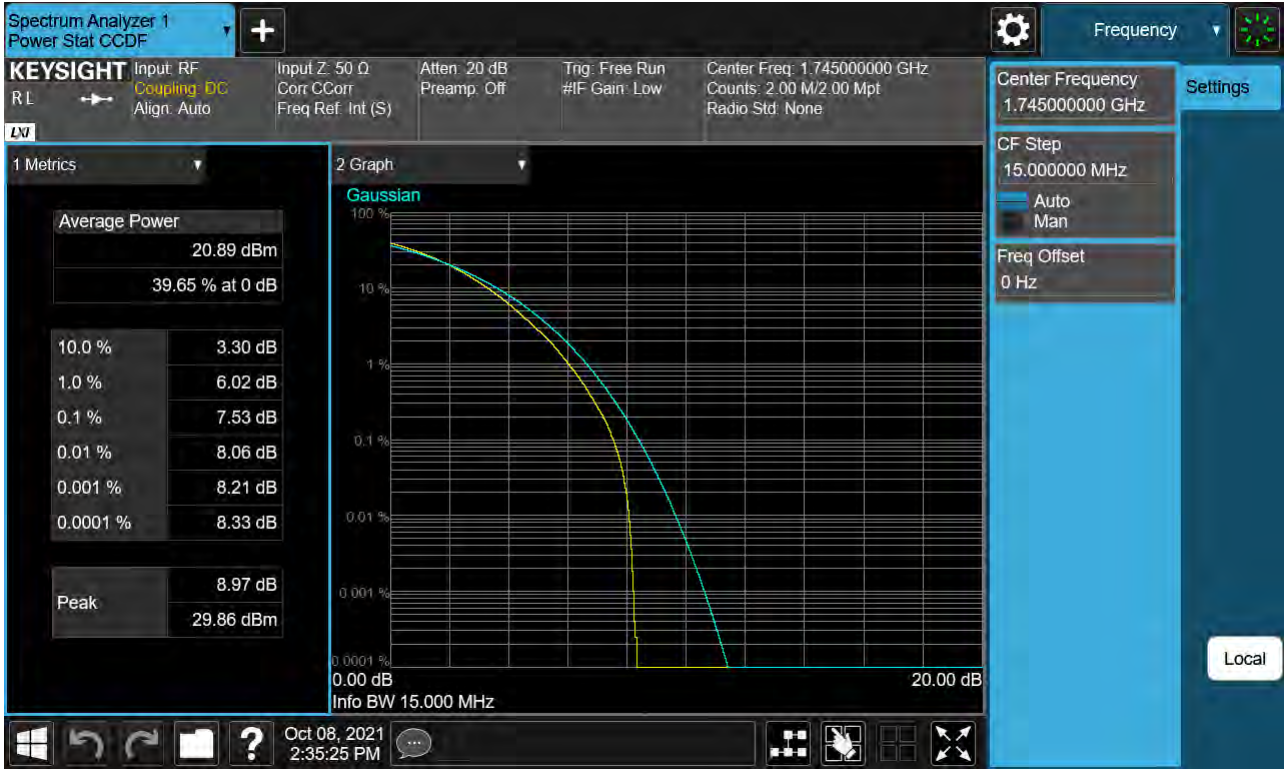 Spectrum Analyzer 1
Power Stat CCDF
+
Frequency
KEYSIGHT
RL
LXI
Input: RF
Coupling: DC
Align: Auto
Input Z: 50 Ω
Corr CCorr
Freq Ref: Int (S)
Atten: 20 dB
Preamp: Off
Trig: Free Run
#IF Gain: Low
Center Freq: 1.745000000 GHz
Counts: 2.00 M/2.00 Mpt
Radio Std: None
Center Frequency
1.745000000 GHz
Settings
CF Step
15.000000 MHz
Auto
Man
Freq Offset
0 Hz
1 Metrics
Average Power
20.89 dBm
39.65 % at 0 dB
10.0 % 3.30 dB
1.0 % 6.02 dB
0.1 % 7.53 dB
0.01 % 8.06 dB
0.001 % 8.21 dB
0.0001 % 8.33 dB
Peak
8.97 dB
29.86 dBm
2 Graph
Gaussian
100 %
10 %
1 %
0.1 %
0.01 %
0.001 %
0.0001 %
0.00 dB 20.00 dB
Info BW 15.000 MHz
Local
?
Oct 08, 2021
2:35:25 PM